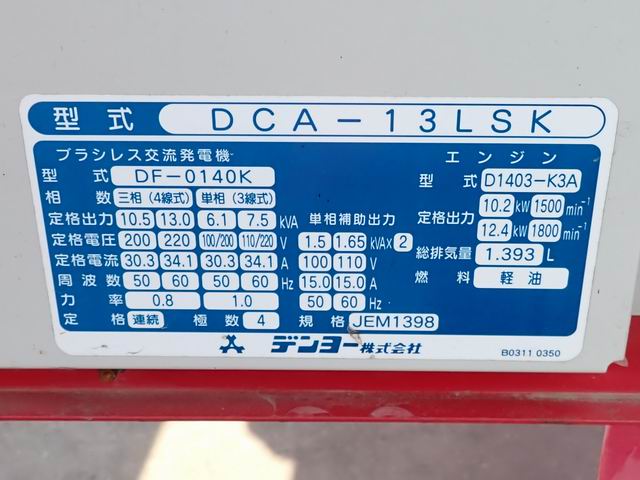 型式 DCA-13LSK
ブラシレス交流発電機
型式 DF-0140K
相数 三相(4線式) 単相(3線式)
定格出力 10.5 13.0 6.1 7.5 kVA 単相補助出力
定格電圧 200 220 100/200 110/220 V 1.5 1.65 kVA×2
定格電流 30.3 34.1 30.3 34.1 A 100 110 V
周波数 50 60 50 60 Hz 15.0 15.0 A
力率 0.8 1.0 50 60 Hz
定格 連続 極数 4 規格 JEM1398
エンジン
型式 D1403-K3A
定格出力 10.2 kW 1500 min⁻¹
12.4 kW 1800 min⁻¹
総排気量 1.393 L
燃料 軽油
デンヨー株式会社
B0311 0350